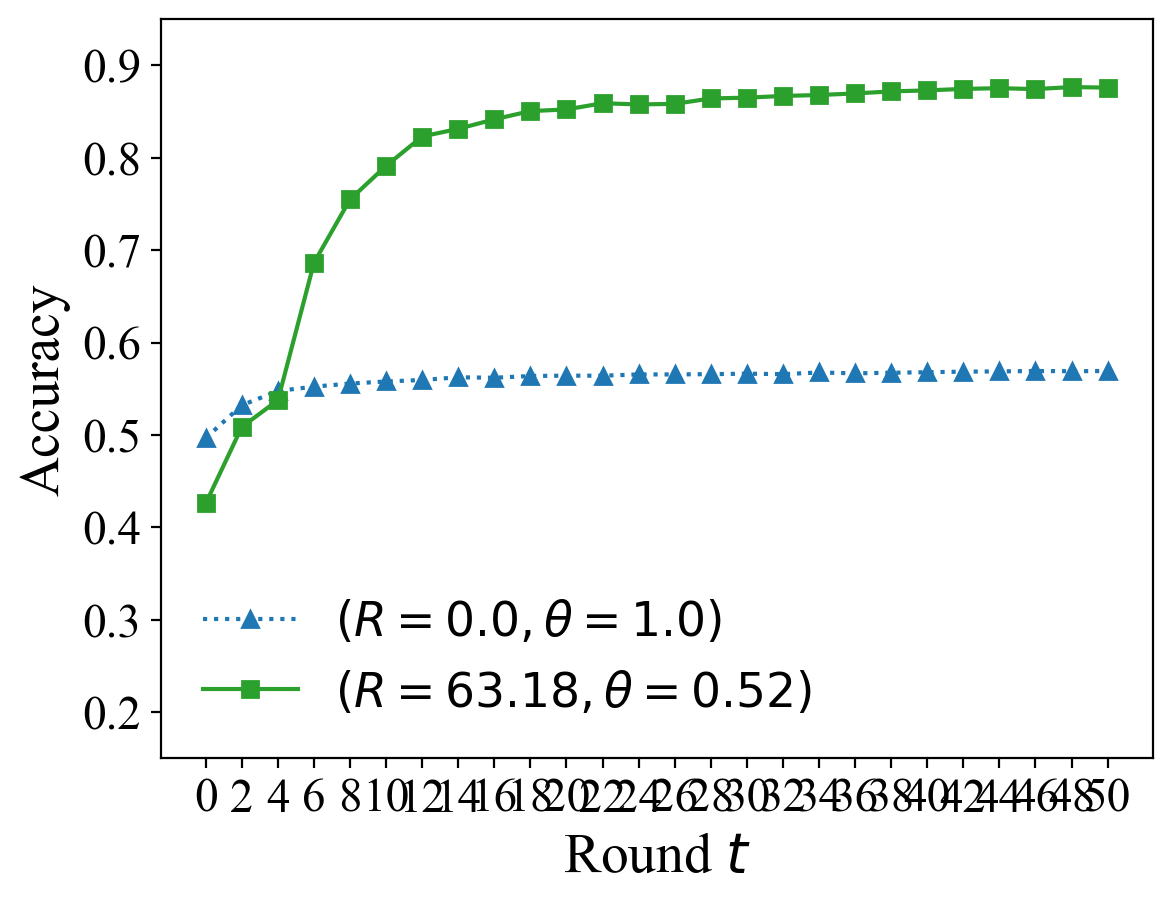 0.9
0.8
0.7
0.6
0.5
0.4
0.3
0.2
Accuracy
(R = 0.0, θ = 1.0)
(R = 63.18, θ = 0.52)
0 2 4 6 8 10 12 14 16 18 20 22 24 26 28 30 32 34 36 38 40 42 44 46 48 50
Round t